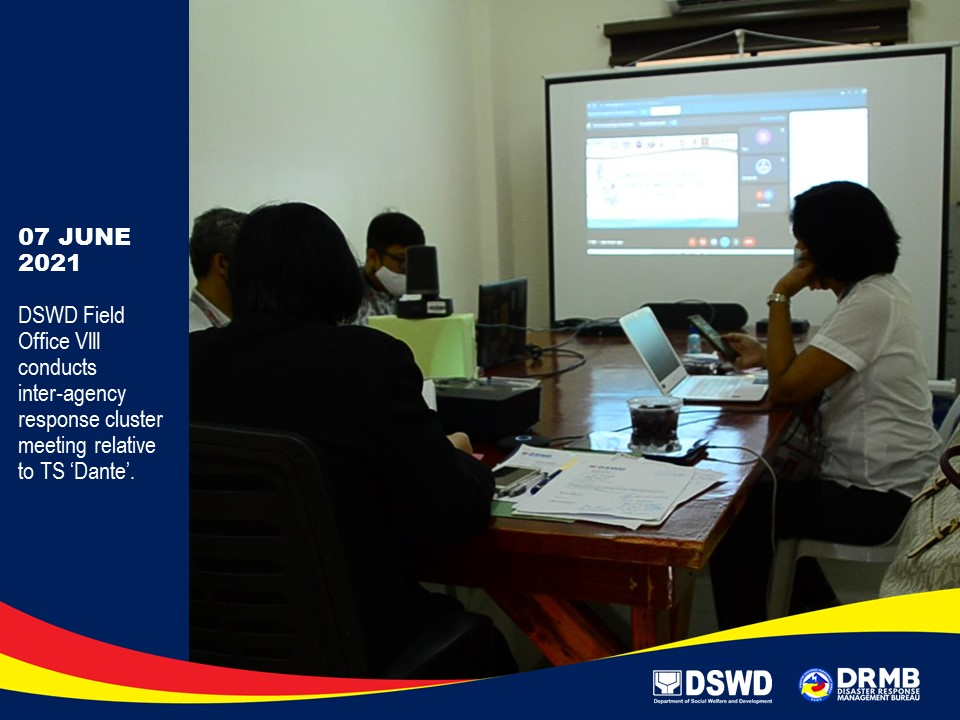 07 JUNE
2021
DSWD Field
Office VIII
conducts
inter-agency
response cluster
meeting relative
to TS ‘Dante’.
DSWD
Department of Social Welfare and Development
DRMB
DISASTER RESPONSE
MANAGEMENT BUREAU